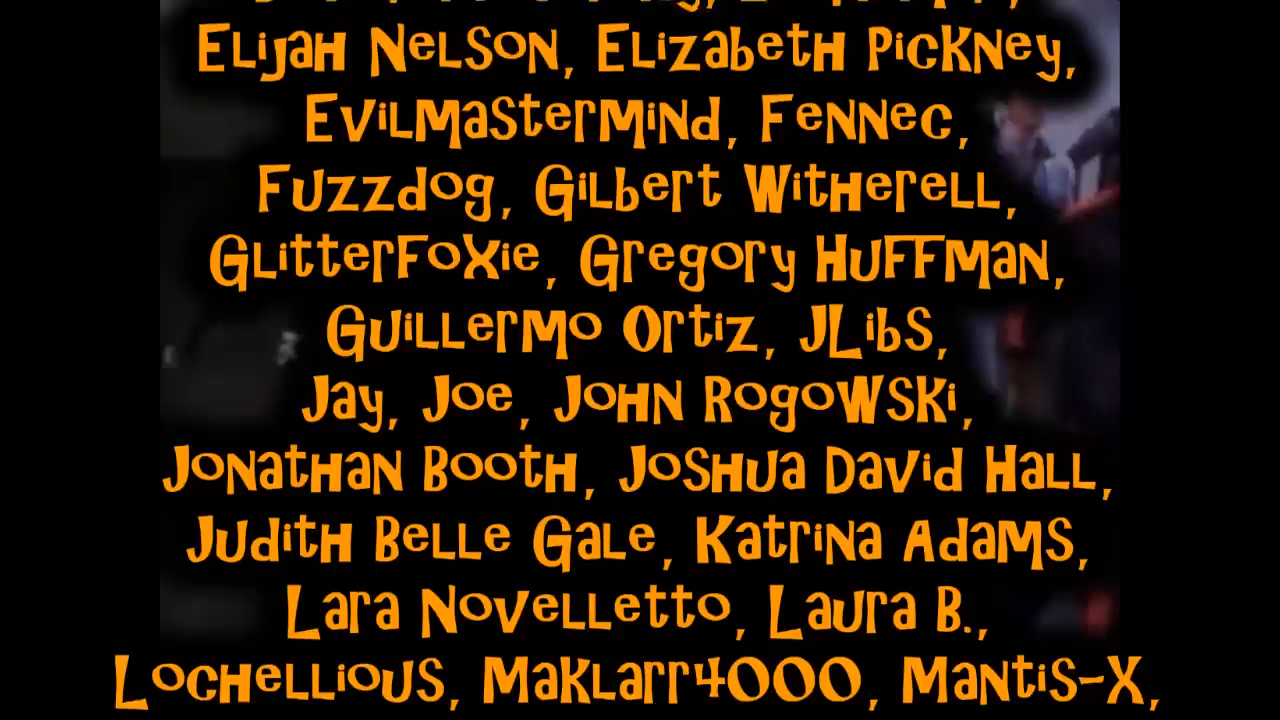 Elijah Nelson, Elizabeth Pickney,
Evilmastermind, Fennec,
Fuzzdog, Gilbert Witherell,
GlitterFoxie, Gregory Huffman,
Guillermo Ortiz, JLibs,
Jay, Joe, John Rogowski,
Jonathan Booth, Joshua David Hall,
Judith Belle Gale, Katrina Adams,
Lara Novelletto, Laura B.,
Lochellious, Maklarr4000, Mantis-X,